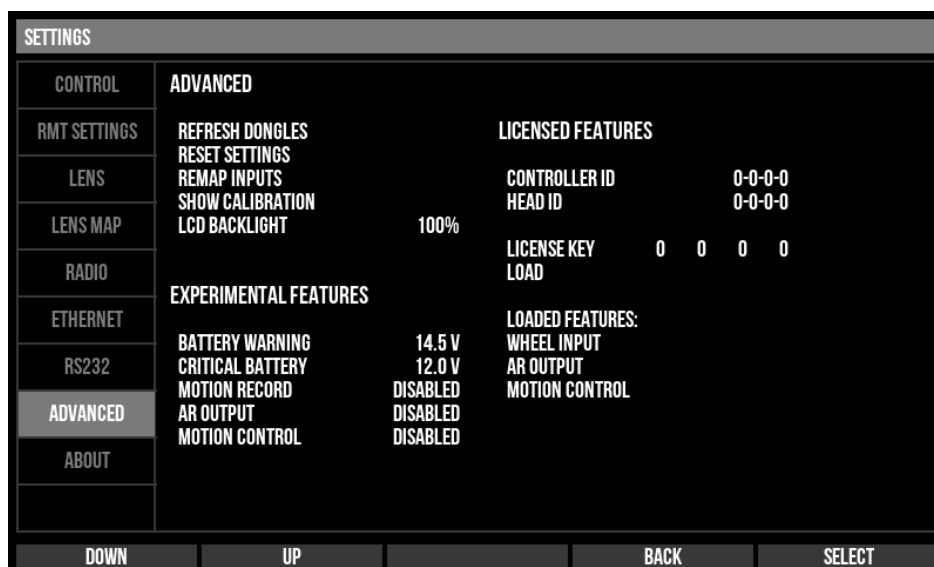 SETTINGS
CONTROL
RMT SETTINGS
LENS
LENS MAP
RADIO
ETHERNET
RS232
ADVANCED
ABOUT
ADVANCED
REFRESH DONGLES
RESET SETTINGS
REMAP INPUTS
SHOW CALIBRATION
LCD BACKLIGHT 100%
EXPERIMENTAL FEATURES
BATTERY WARNING 14.5 V
CRITICAL BATTERY 12.0 V
MOTION RECORD DISABLED
AR OUTPUT DISABLED
MOTION CONTROL DISABLED
LICENSED FEATURES
CONTROLLER ID 0-0-0-0
HEAD ID 0-0-0-0
LICENSE KEY 0 0 0 0
LOAD
LOADED FEATURES:
WHEEL INPUT
AR OUTPUT
MOTION CONTROL
DOWN UP BACK SELECT